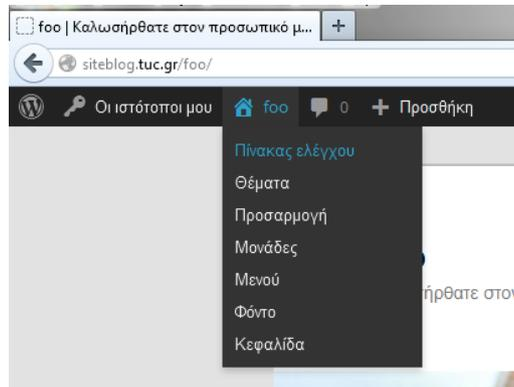 foo | Καλωσήρθατε στον προσωπικό μ... +
siteblog.tuc.gr/foo/
Οι ιστότοποι μου foo 0 + Προσθήκη
Πίνακας ελέγχου
Θέματα
Προσαρμογή
Μονάδες
Μενού
ήρθατε στον
Φόντο
Κεφαλίδα